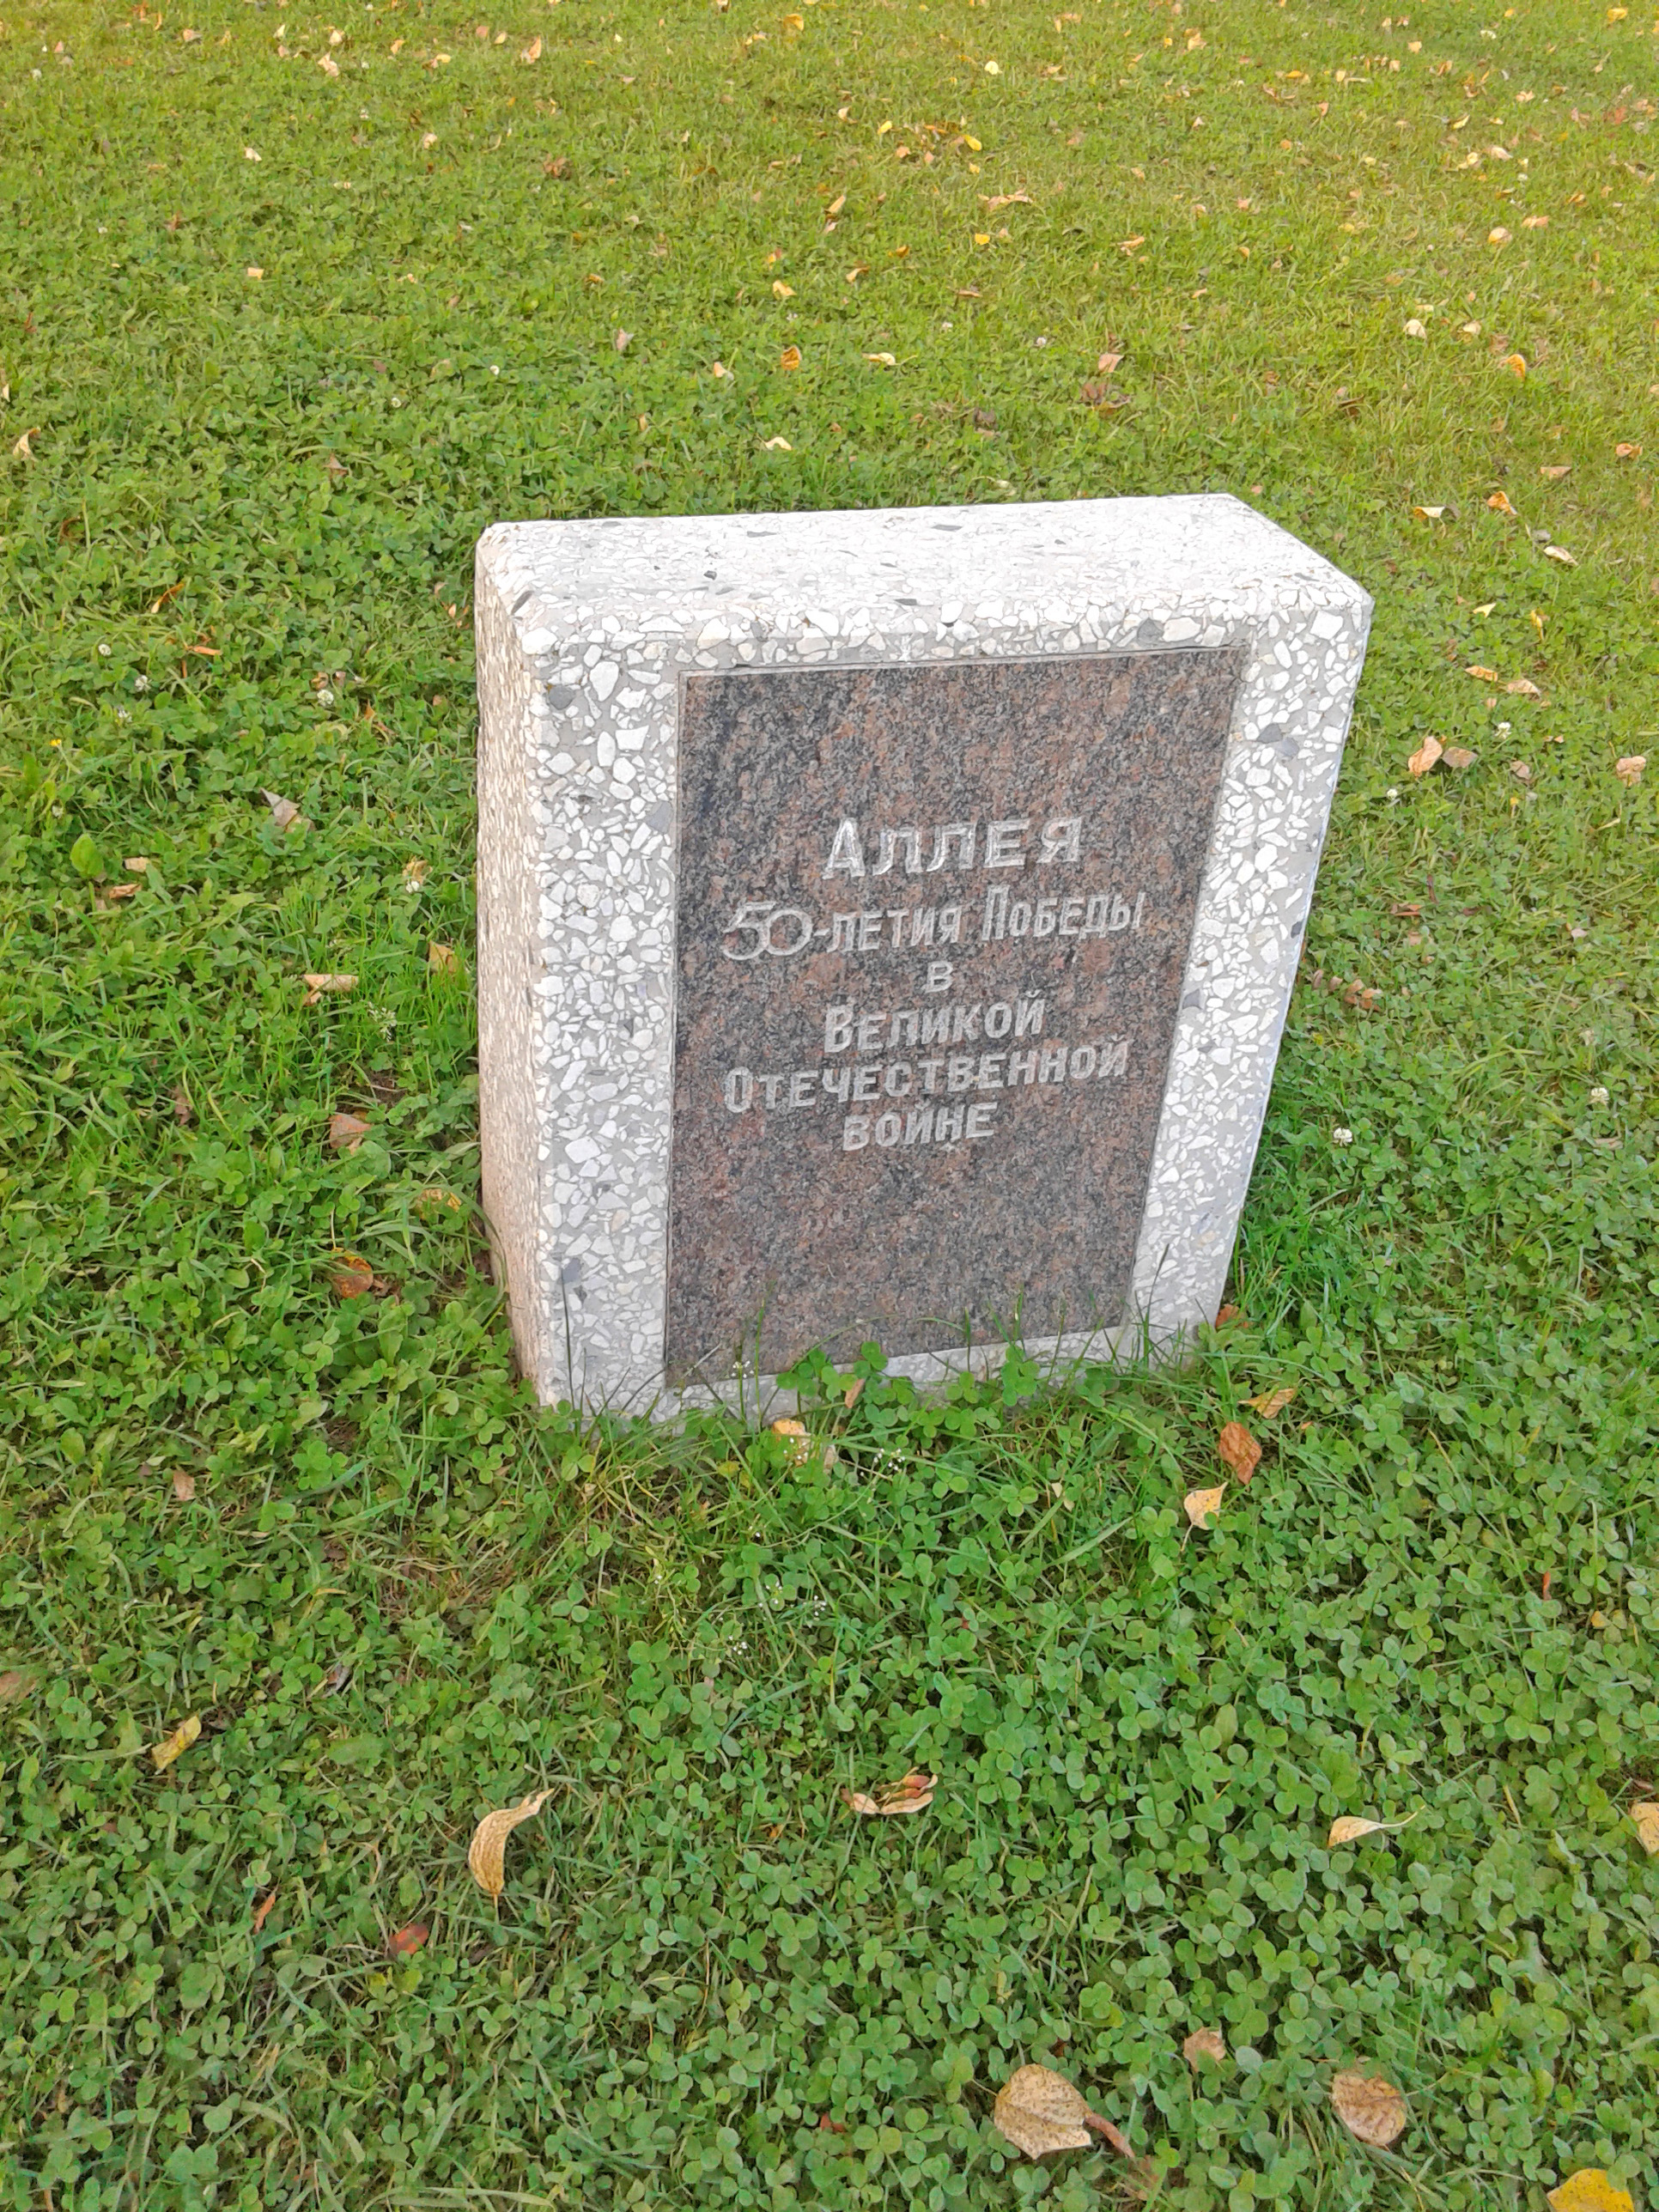 Аллея
50-летия Победы
в
Великой
Отечественной
войне